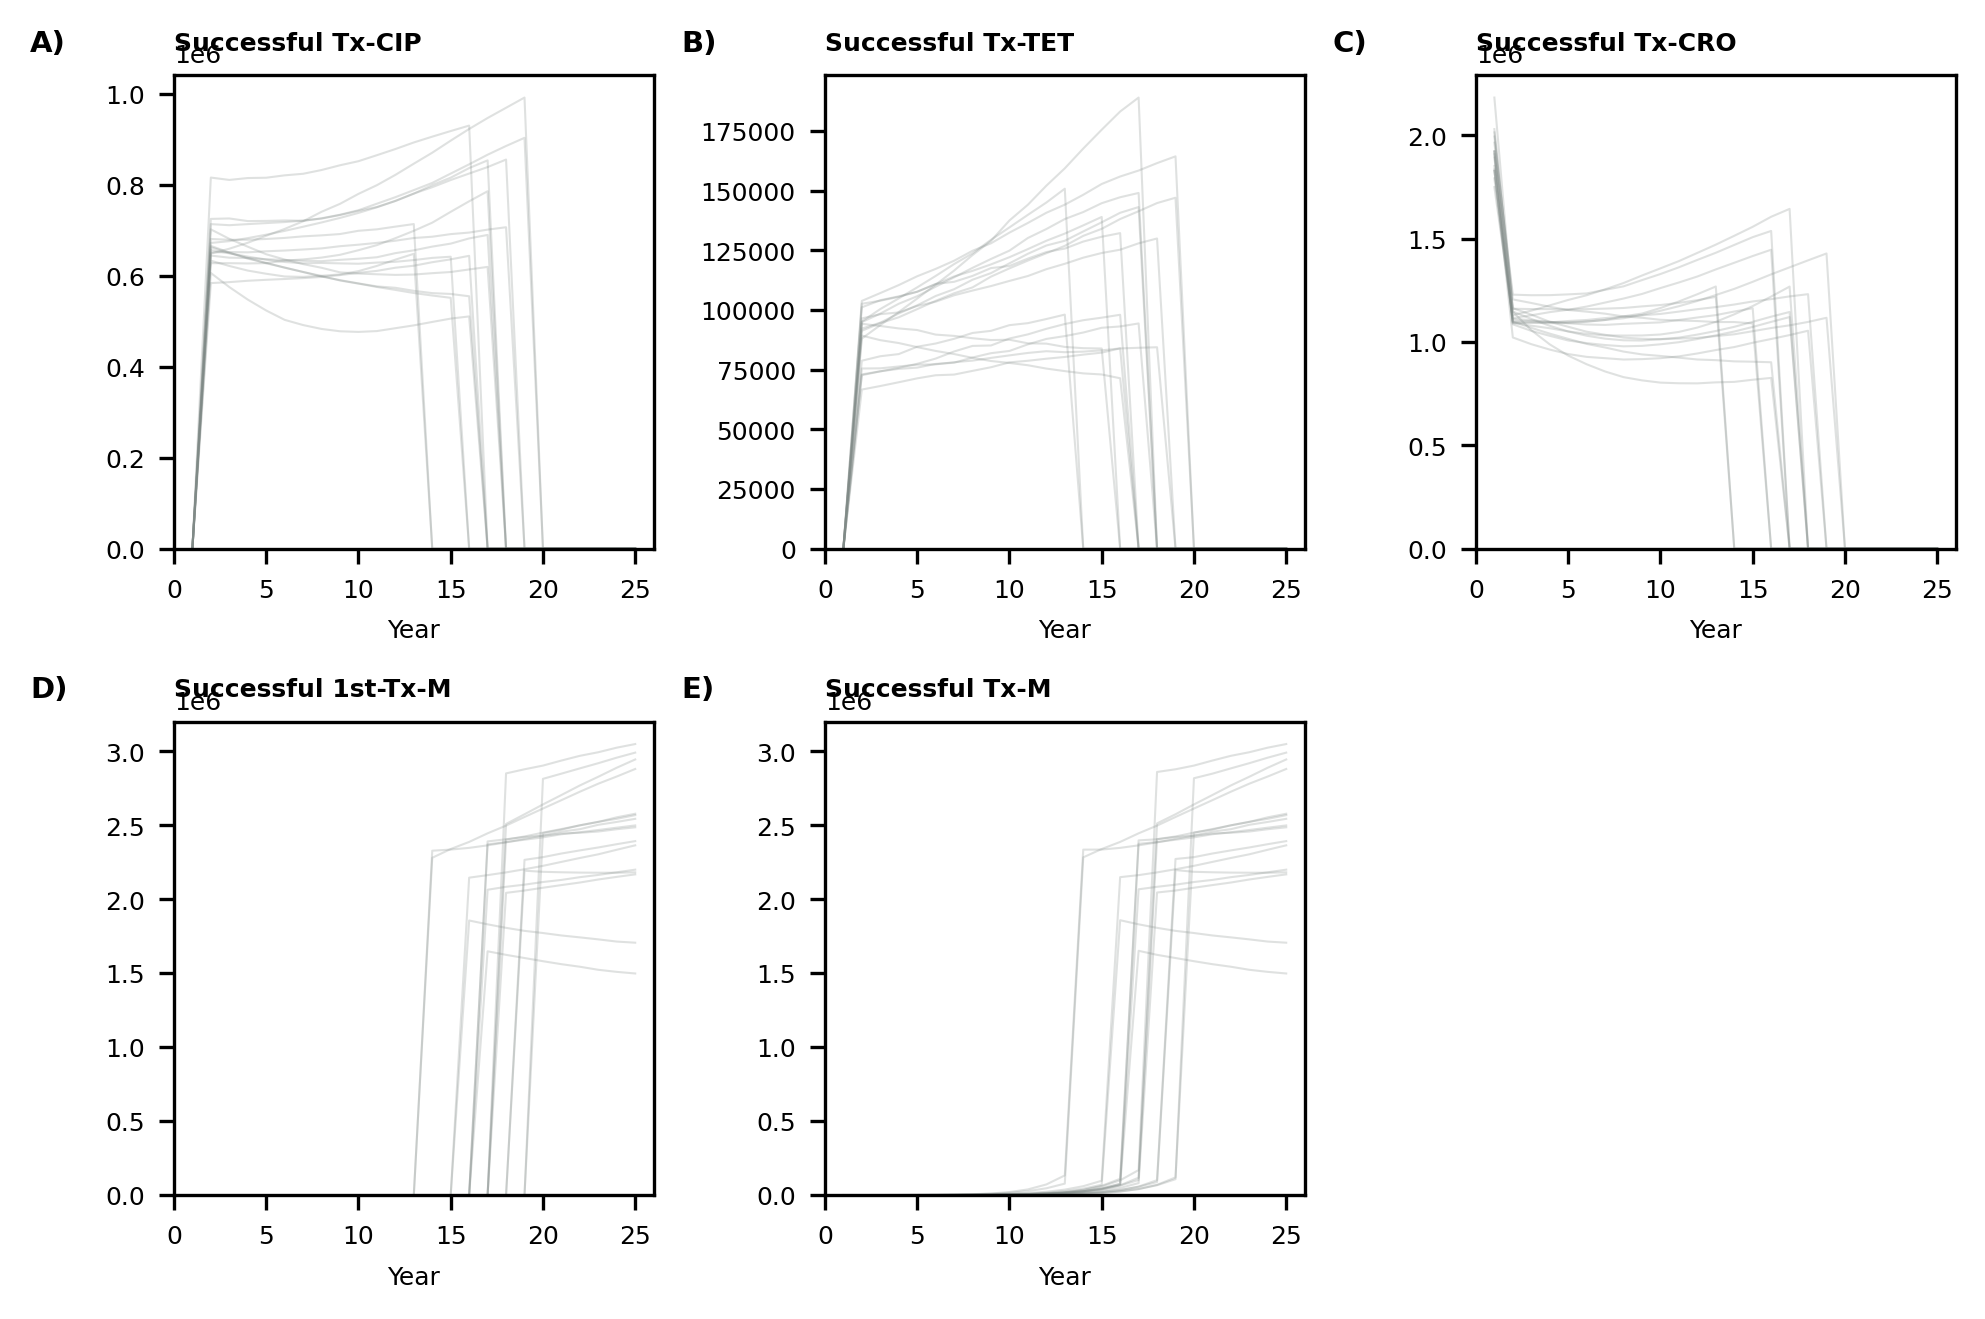 A) Successful Tx-CIP
1e6
1.0
0.8
0.6
0.4
0.2
0.0
0 5 10 15 20 25
Year
B) Successful Tx-TET
175000
150000
125000
100000
75000
50000
25000
0
0 5 10 15 20 25
Year
C) Successful Tx-CRO
1e6
2.0
1.5
1.0
0.5
0.0
0 5 10 15 20 25
Year
D) Successful 1st-Tx-M
1e6
3.0
2.5
2.0
1.5
1.0
0.5
0.0
0 5 10 15 20 25
Year
E) Successful Tx-M
1e6
3.0
2.5
2.0
1.5
1.0
0.5
0.0
0 5 10 15 20 25
Year